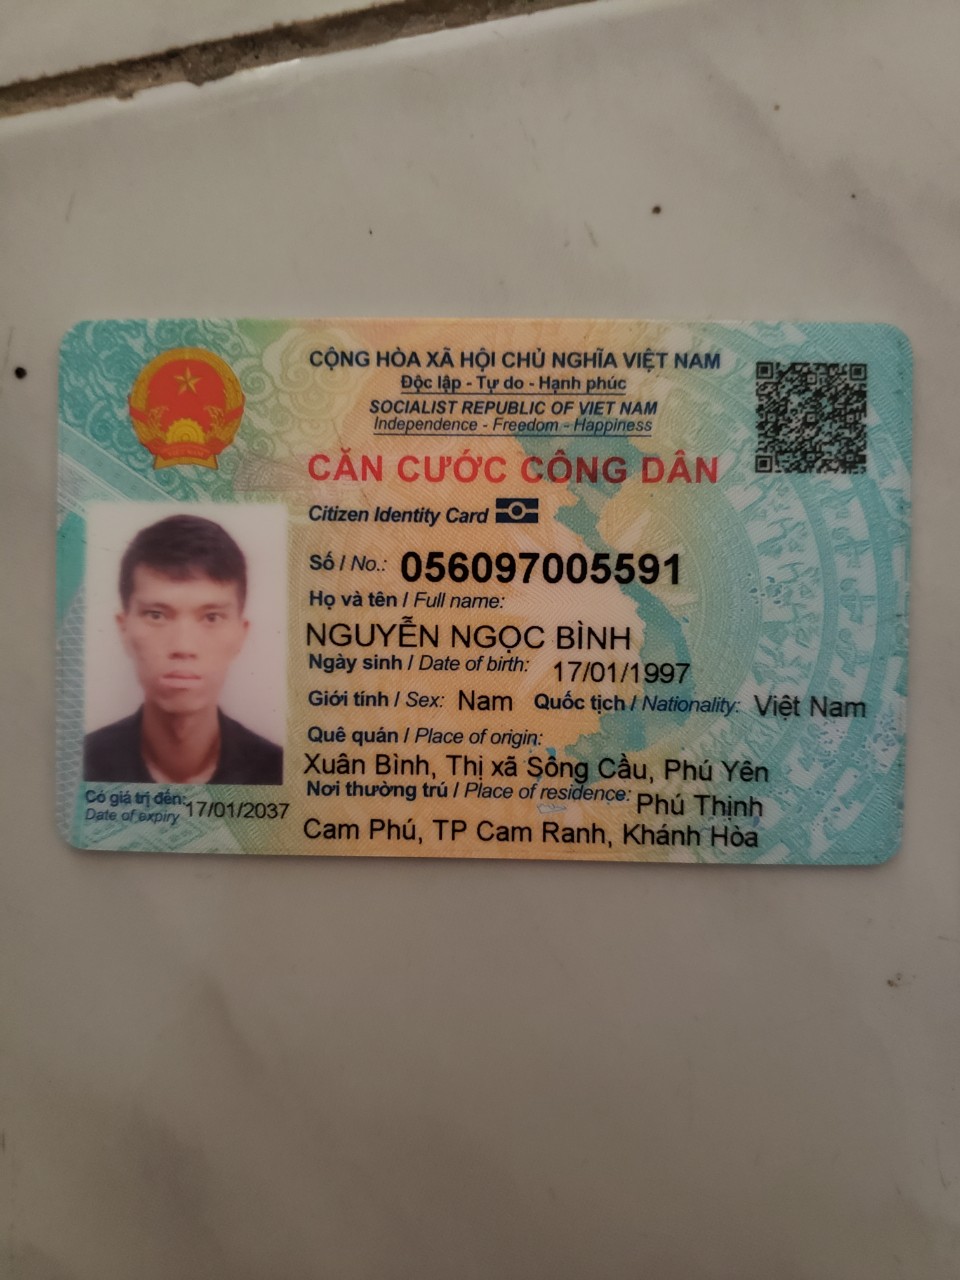 CỘNG HÒA XÃ HỘI CHỦ NGHĨA VIỆT NAM
Độc lập - Tự do - Hạnh phúc
SOCIALIST REPUBLIC OF VIET NAM
Independence - Freedom - Happiness
CĂN CƯỚC CÔNG DÂN
Citizen Identity Card
Số / No.: 056097005591
Họ và tên / Full name:
NGUYỄN NGỌC BÌNH
Ngày sinh / Date of birth: 17/01/1997
Giới tính / Sex: Nam Quốc tịch / Nationality: Việt Nam
Quê quán / Place of origin:
Xuân Bình, Thị xã Sông Cầu, Phú Yên
Nơi thường trú / Place of residence: Phú Thịnh
Cam Phú, TP Cam Ranh, Khánh Hòa
Có giá trị đến: 17/01/2037
Date of expiry